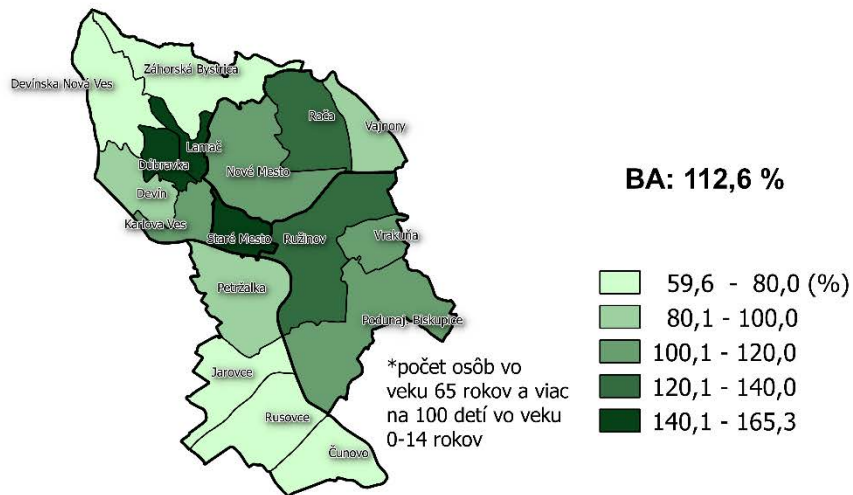 Záhorská Bystrica
Devínska Nová Ves
Rača
Vajnory
Lamač
Dúbravka
Nové Mesto
Devín
Karlova Ves
Staré Mesto
Ružinov
Vrakuňa
Petržalka
Podunaj. Biskupice
Jarovce
Rusovce
Čunovo
*počet osôb vo
veku 65 rokov a viac
na 100 detí vo veku
0-14 rokov
BA: 112,6 %
59,6 - 80,0 (%)
80,1 - 100,0
100,1 - 120,0
120,1 - 140,0
140,1 - 165,3